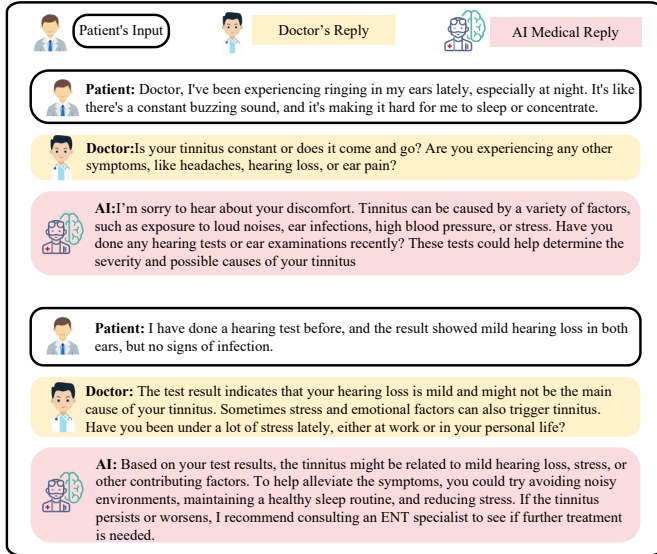 Patient's Input
Doctor's Reply
AI Medical Reply
Patient: Doctor, I've been experiencing ringing in my ears lately, especially at night. It's like
there's a constant buzzing sound, and it's making it hard for me to sleep or concentrate.
Doctor:Is your tinnitus constant or does it come and go? Are you experiencing any other
symptoms, like headaches, hearing loss, or ear pain?
AI:I'm sorry to hear about your discomfort. Tinnitus can be caused by a variety of factors,
such as exposure to loud noises, ear infections, high blood pressure, or stress. Have you
done any hearing tests or ear examinations recently? These tests could help determine the
severity and possible causes of your tinnitus
Patient: I have done a hearing test before, and the result showed mild hearing loss in both
ears, but no signs of infection.
Doctor: The test result indicates that your hearing loss is mild and might not be the main
cause of your tinnitus. Sometimes stress and emotional factors can also trigger tinnitus.
Have you been under a lot of stress lately, either at work or in your personal life?
AI: Based on your test results, the tinnitus might be related to mild hearing loss, stress, or
other contributing factors. To help alleviate the symptoms, you could try avoiding noisy
environments, maintaining a healthy sleep routine, and reducing stress. If the tinnitus
persists or worsens, I recommend consulting an ENT specialist to see if further treatment
is needed.